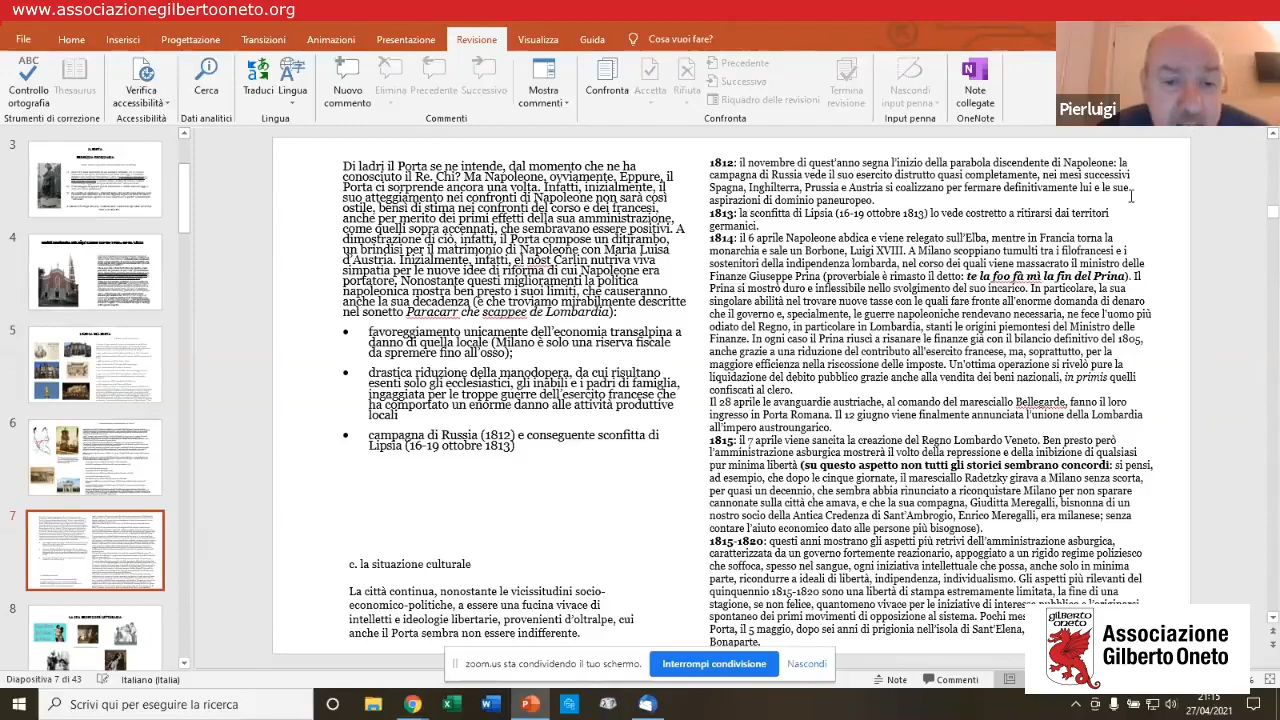 www.associazionegilbertooneto.org
File
Home
Inserisci
Progettazione
Transizioni
Animazioni
Presentazione
Revisione
Visualizza
Guida
Cosa vuoi fare?
ABC
Controllo
ortografia
Thesaurus
Verifica
accessibilità
Cerca
Traduci
Lingua
Nuovo
commento
Elimina
Precedente
Successivo
Mostra
commenti
Confronta
Accetta
Rifiuta
Precedente
Successiva
Riquadro delle revisioni
Termina
revisione
Nascondi
input penna
Note
collegate
Strumenti di correzione
Accessibilità
Dati analitici
Lingua
Commenti
Confronta
Input penna
OneNote
Pierluigi
3
4
5
6
7
8
Di ladri il Porta se ne intende, dal momento che ne ha
conosciuto il Re. Chi? Ma Napoleone, ovviamente. Eppure, il
Porta ci sorprende ancora una volta: infatti, inizialmente, il
suo atteggiamento nei confronti di Napoleone non sarà così
ostile, bensì di stima nei confronti del corso e dei francesi,
anche per merito dei primi effetti della sua amministrazione,
come quelli sopra accennati, che sembravano essere positivi. A
dimostrazione di ciò, infatti, il Porta compose un ditirambo,
un brindisi per il matrimonio di Napoleone con Maria Luisa
d'Austria. Inizialmente, infatti, el nost Carlin nutriva viva
simpatia per le nuove idee di riforma di cui Napoleone era
portatore. Nonostante questi miglioramenti la politica
napoleonica mostra ben presto i suoi limiti, che causeranno
anche la sua decadenza (e che troviamo mirabilmente descritte
nel sonetto Paracarr che scappee de Lombardia):
• favoreggiamento unicamente dell'economia transalpina a
danno di quella locale (Milano è solo una riserva fiscale
da spremere fino all'osso);
• drastica riduzione della manodopera, da cui risultano
esenti solo gli ecclesiastici, gli inabili e i padri di famiglia,
ingaggiata per le troppe guerre dell'esercito francese che
ha comportato un enorme danno alle attività produttive
locali
• campagna di Russia (1812) e conseguente sconfitta di
Lipsia (16-19 ottobre 1813)
c. la situazione culturale
La città continua, nonostante le vicissitudini socio-
economico-politiche, a essere una fucina vivace di
pensatori e ideologie libertarie, provenienti d'oltralpe, cui
anche il Porta sembra non essere indifferente.
1812: il novembre di quest'anno segna l'inizio della parabola discendente di Napoleone: la
campagna di Russia vede il suo esercito distrutto quasi completamente, nei mesi successivi
Spagna, Inghilterra, Prussia e Austria si coalizzano per fermare definitivamente lui e le sue
aspirazioni di dominio paneuropeo.
1813: la sconfitta di Lipsia (16-19 ottobre 1813) lo vede costretto a ritirarsi dai territori
germanici.
1814: il 6 aprile Napoleone abdica e viene relegato sull'Elba, mentre in Francia torna la
monarchia e sale un Borbone, Luigi XVIII. A Milano scoppiano tumulti tra i filofrancesi e i
sostenitori della indipendenza lombarda, nel corso dei quali viene massacrato il ministro delle
Finanze Giuseppe Prina (proverbiale è rimasto il detto: te la foo fà mì la fin del Prina). Il
Prina si mostrò duro e inflessibile nello svolgimento del suo incarico. In particolare, la sua
singolare abilità nel trovare nuove tasse con le quali fare fronte all'enorme domanda di denaro
che il governo e, specialmente, le guerre napoleoniche rendevano necessaria, ne fece l'uomo più
odiato del Regno, in particolare in Lombardia, stanti le origini piemontesi del Ministro delle
Finanze. In ogni caso il Prina riuscì a risanare le finanze già con il bilancio definitivo del 1805,
anche grazie a una riduzione del contributo all'esercito francese, ma, soprattutto, per la
maggiore efficienza nella riscossione delle imposte. Un'ottima operazione si rivelò pure la
liquidazione del debito pubblico grazie anche alla vendita dei beni nazionali, in primis quelli
confiscati al clero.
Il 28 aprile le avanguardie austriache, al comando del maresciallo Bellegarde, fanno il loro
ingresso in Porta Romana. Il 12 giugno viene finalmente annunciata l'unione della Lombardia
all'impero austroungarico.
1815: il 7 aprile viene sancita la creazione del Regno Lombardo Veneto. Ben presto però
l'amministrazione asburgica mostrerà il volto della repressione e della inibizione di qualsiasi
pur minima libertà (su questo aspetto non tutti gli storici sembrano concordi: si pensi,
ad esempio, che dopo le cinque giornate, il maresciallo Radetzky girava a Milano senza scorta,
per quasi un decennio, che sembra abbia rinunciato a riconquistare Milano per non sparare
cannonate sulla città che amava, e che la sua compagna, Giuditta Meregalli, bisnonna di un
nostro socio della Antica Credenza di Sant'Ambrogio, Enrico Meregalli, era milanese; senza
contare l'aiuto economico dato alle persone più bisognose).
1815-1820: questi anni mostrano gli aspetti più retrivi dell'amministrazione asburgica,
caratterizzata da un governo fortemente reazionario, appoggiato a un rigido regime poliziesco
che soffoca, spesso nel sangue, ogni iniziativa intellettuale che possa, anche solo in minima
parte, ricondurre a ideali di libertà, indipendenza, individualismo. Gli aspetti più rilevanti del
quinquennio 1815-1820 sono una libertà di stampa estremamente limitata, la fine di una
stagione, se non felice, quantomeno vivace per le iniziative di interesse pubblico e l'originarsi
spontaneo dei primi movimenti di opposizione al sistema. Pochi mes
Porta, il 5 maggio, dopo sei anni di prigionia nell'isola di Sant'Elena,
Bonaparte.
zoom.us sta condividendo il tuo schermo.
Interrompi condivisione
Nascondi
gilberto
oneto
Associazione
Gilberto Oneto
Diapositiva 7 di 43
Italiano (Italia)
Note
Commenti
Scrivi qui per eseguire la ricerca
21:15
27/04/2021